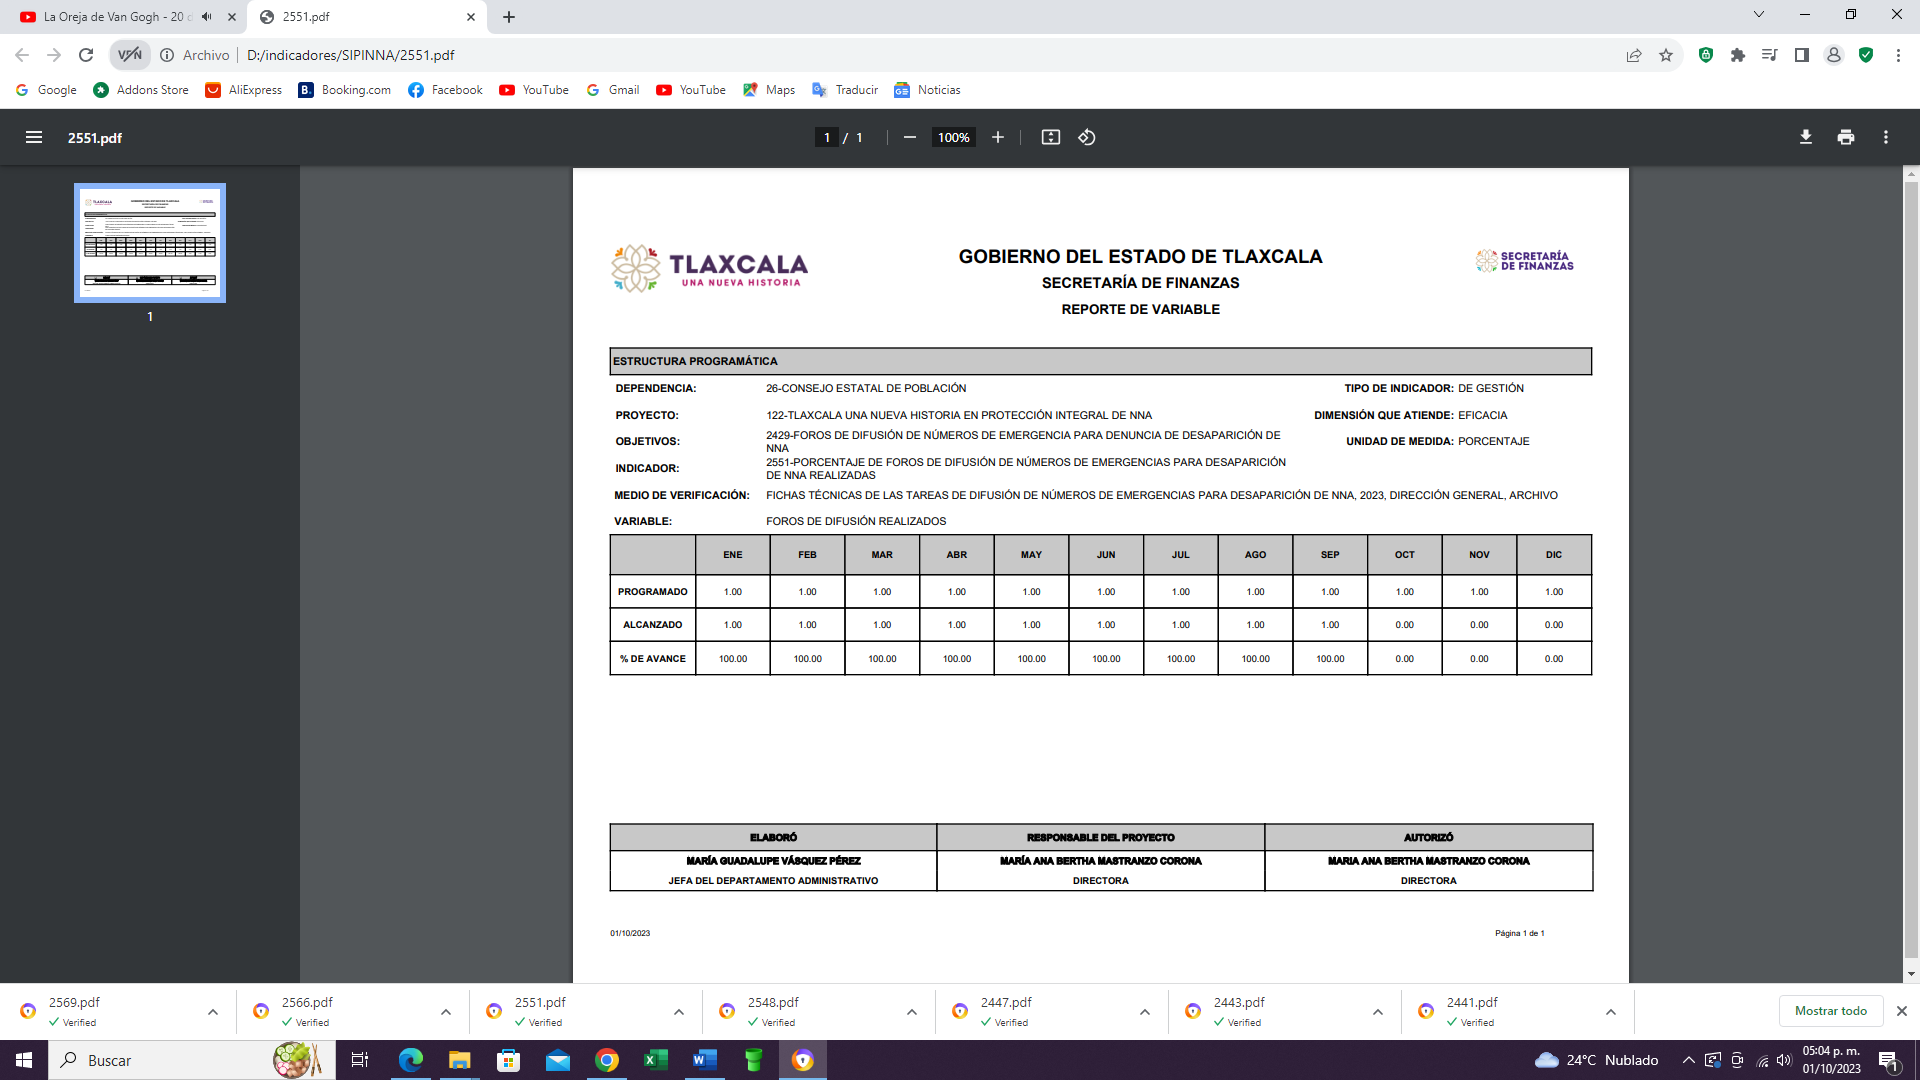 La Oreja de Van Gogh - 20
2551.pdf
VPN
Archivo
D:/indicadores/SIPINNA/2551.pdf
Google
Addons Store
AliExpress
Booking.com
Facebook
YouTube
Gmail
YouTube
Maps
Traducir
Noticias
2551.pdf
1 / 1
100%
1
TLAXCALA
UNA NUEVA HISTORIA
GOBIERNO DEL ESTADO DE TLAXCALA
SECRETARÍA DE FINANZAS
REPORTE DE VARIABLE
SECRETARÍA
DE FINANZAS
ESTRUCTURA PROGRAMÁTICA
DEPENDENCIA: 26-CONSEJO ESTATAL DE POBLACIÓN TIPO DE INDICADOR: DE GESTIÓN
PROYECTO: 122-TLAXCALA UNA NUEVA HISTORIA EN PROTECCIÓN INTEGRAL DE NNA DIMENSIÓN QUE ATIENDE: EFICACIA
OBJETIVOS: 2429-FOROS DE DIFUSIÓN DE NÚMEROS DE EMERGENCIA PARA DENUNCIA DE DESAPARICIÓN DE
NNA
UNIDAD DE MEDIDA: PORCENTAJE
INDICADOR: 2551-PORCENTAJE DE FOROS DE DIFUSIÓN DE NÚMEROS DE EMERGENCIAS PARA DESAPARICIÓN
DE NNA REALIZADAS
MEDIO DE VERIFICACIÓN: FICHAS TÉCNICAS DE LAS TAREAS DE DIFUSIÓN DE NÚMEROS DE EMERGENCIAS PARA DESAPARICIÓN DE NNA, 2023, DIRECCIÓN GENERAL, ARCHIVO
VARIABLE: FOROS DE DIFUSIÓN REALIZADOS
ENE FEB MAR ABR MAY JUN JUL AGO SEP OCT NOV DIC
PROGRAMADO 1.00 1.00 1.00 1.00 1.00 1.00 1.00 1.00 1.00 1.00 1.00 1.00
ALCANZADO 1.00 1.00 1.00 1.00 1.00 1.00 1.00 1.00 1.00 0.00 0.00 0.00
% DE AVANCE 100.00 100.00 100.00 100.00 100.00 100.00 100.00 100.00 100.00 0.00 0.00 0.00
ELABORÓ RESPONSABLE DEL PROYECTO AUTORIZÓ
MARÍA GUADALUPE VÁSQUEZ PÉREZ MARÍA ANA BERTHA MASTRANZO CORONA MARIA ANA BERTHA MASTRANZO CORONA
JEFA DEL DEPARTAMENTO ADMINISTRATIVO DIRECTORA DIRECTORA
01/10/2023 Página 1 de 1
2569.pdf 2566.pdf 2551.pdf 2548.pdf 2447.pdf 2443.pdf 2441.pdf
Verified Verified Verified Verified Verified Verified Verified
Mostrar todo
Buscar
24°C Nublado
05:04 p. m.
01/10/2023
1